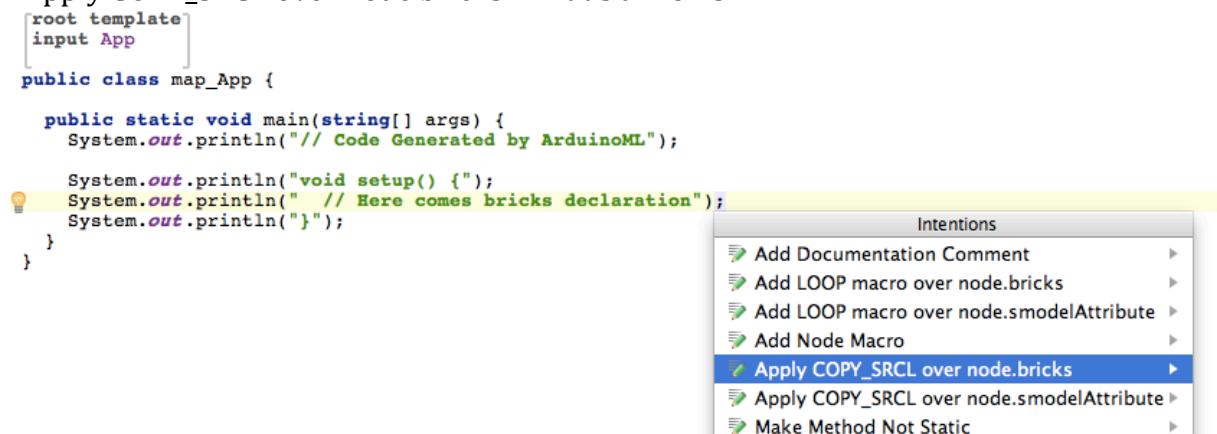 [root template
input App
public class map_App {
public static void main(string[] args) {
System.out.println("// Code Generated by ArduinoML");
System.out.println("void setup() {");
System.out.println("  // Here comes bricks declaration");
System.out.println("}");
}
}
Intentions
Add Documentation Comment
Add LOOP macro over node.bricks
Add LOOP macro over node.smodelAttribute
Add Node Macro
Apply COPY_SRCL over node.bricks
Apply COPY_SRCL over node.smodelAttribute
Make Method Not Static